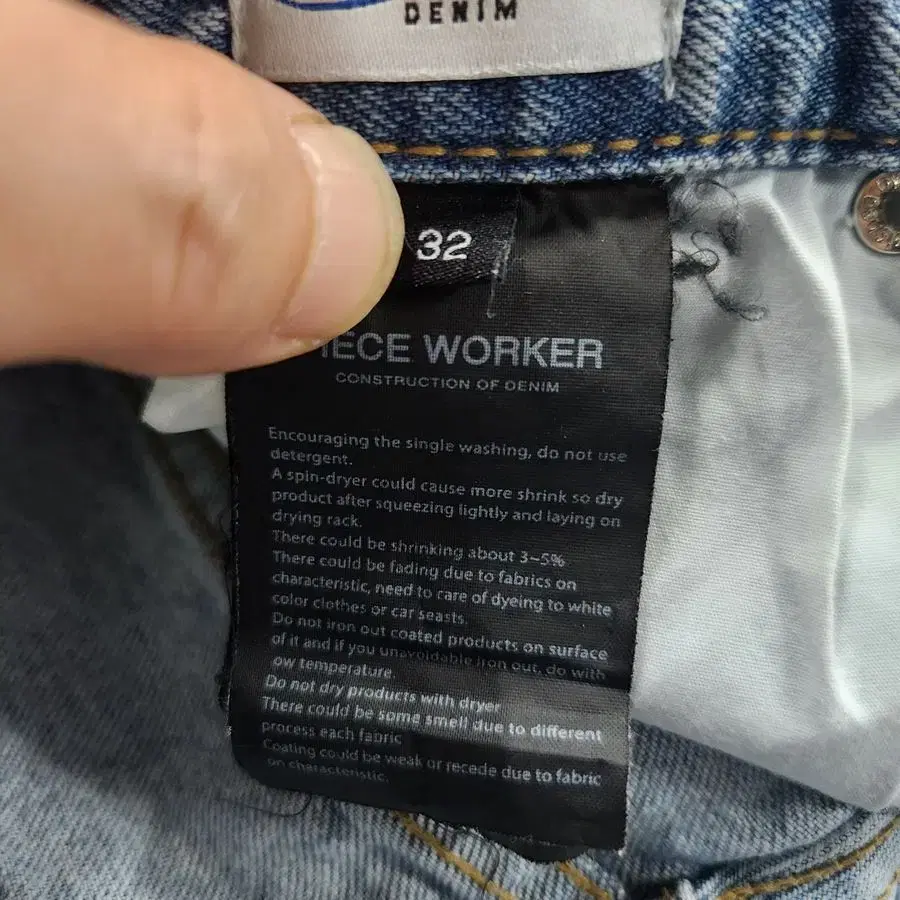 DENIM
32
IECE WORKER
CONSTRUCTION OF DENIM
Encouraging the single washing, do not use
detergent.
A spin-dryer could cause more shrink so dry
product after squeezing lightly and laying on
drying rack.
There could be shrinking about 3~5%
There could be fading due to fabrics on
characteristic, need to care of dyeing to white
color clothes or car seasts.
Do not iron out coated products on surface
of it and if you unavoidable iron out, do with
ow temperature
Do not dry products with dryer
There could be some smell due to different
process each fabric
Coating could be weak or recede due to fabric
on characteristic.